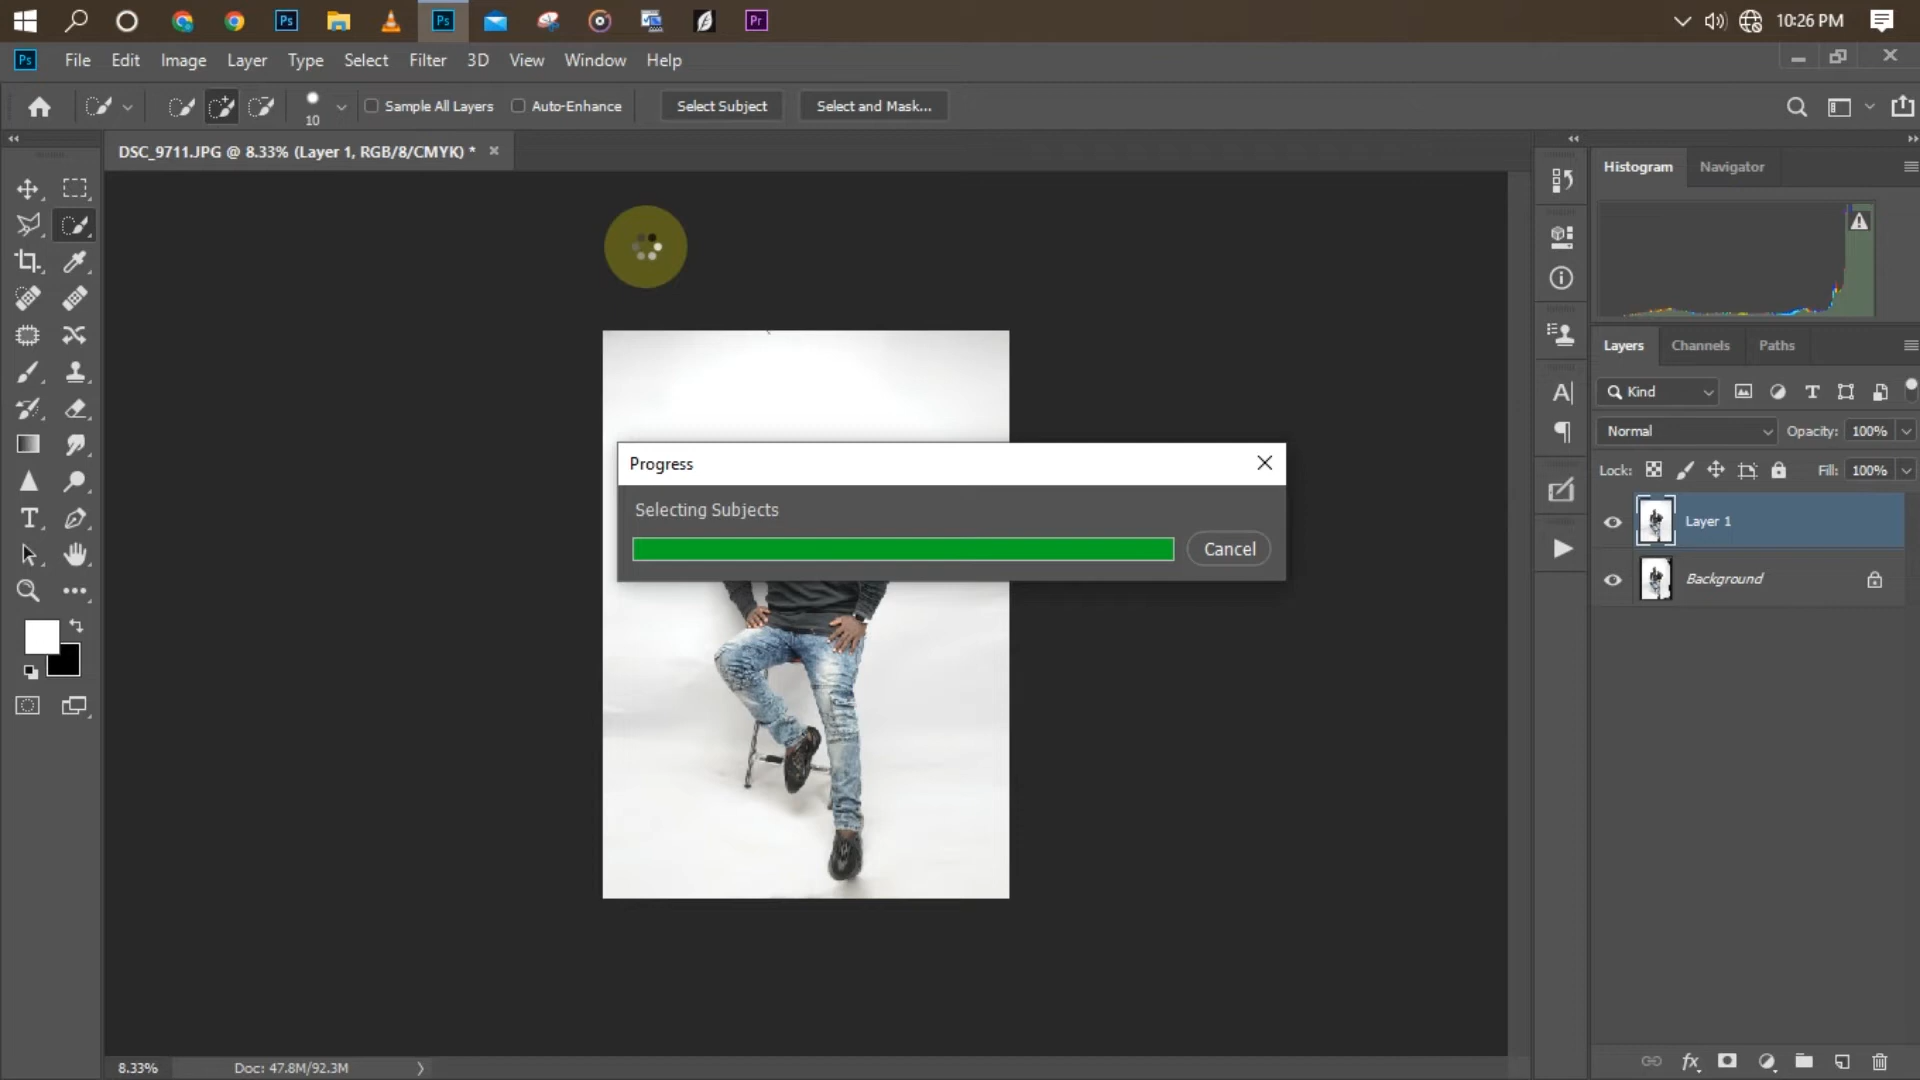 Ps
Ps
Pr
10:26 PM
Ps
File Edit Image Layer Type Select Filter 3D View Window Help
10
Sample All Layers
Auto-Enhance
Select Subject
Select and Mask...
DSC_9711.JPG @ 8.33% (Layer 1, RGB/8/CMYK) *
Histogram Navigator
Layers Channels Paths
Kind
Normal
Opacity: 100%
Lock:
Fill: 100%
Layer 1
Background
Progress
Selecting Subjects
Cancel
8.33%
Doc: 47.8M/92.3M